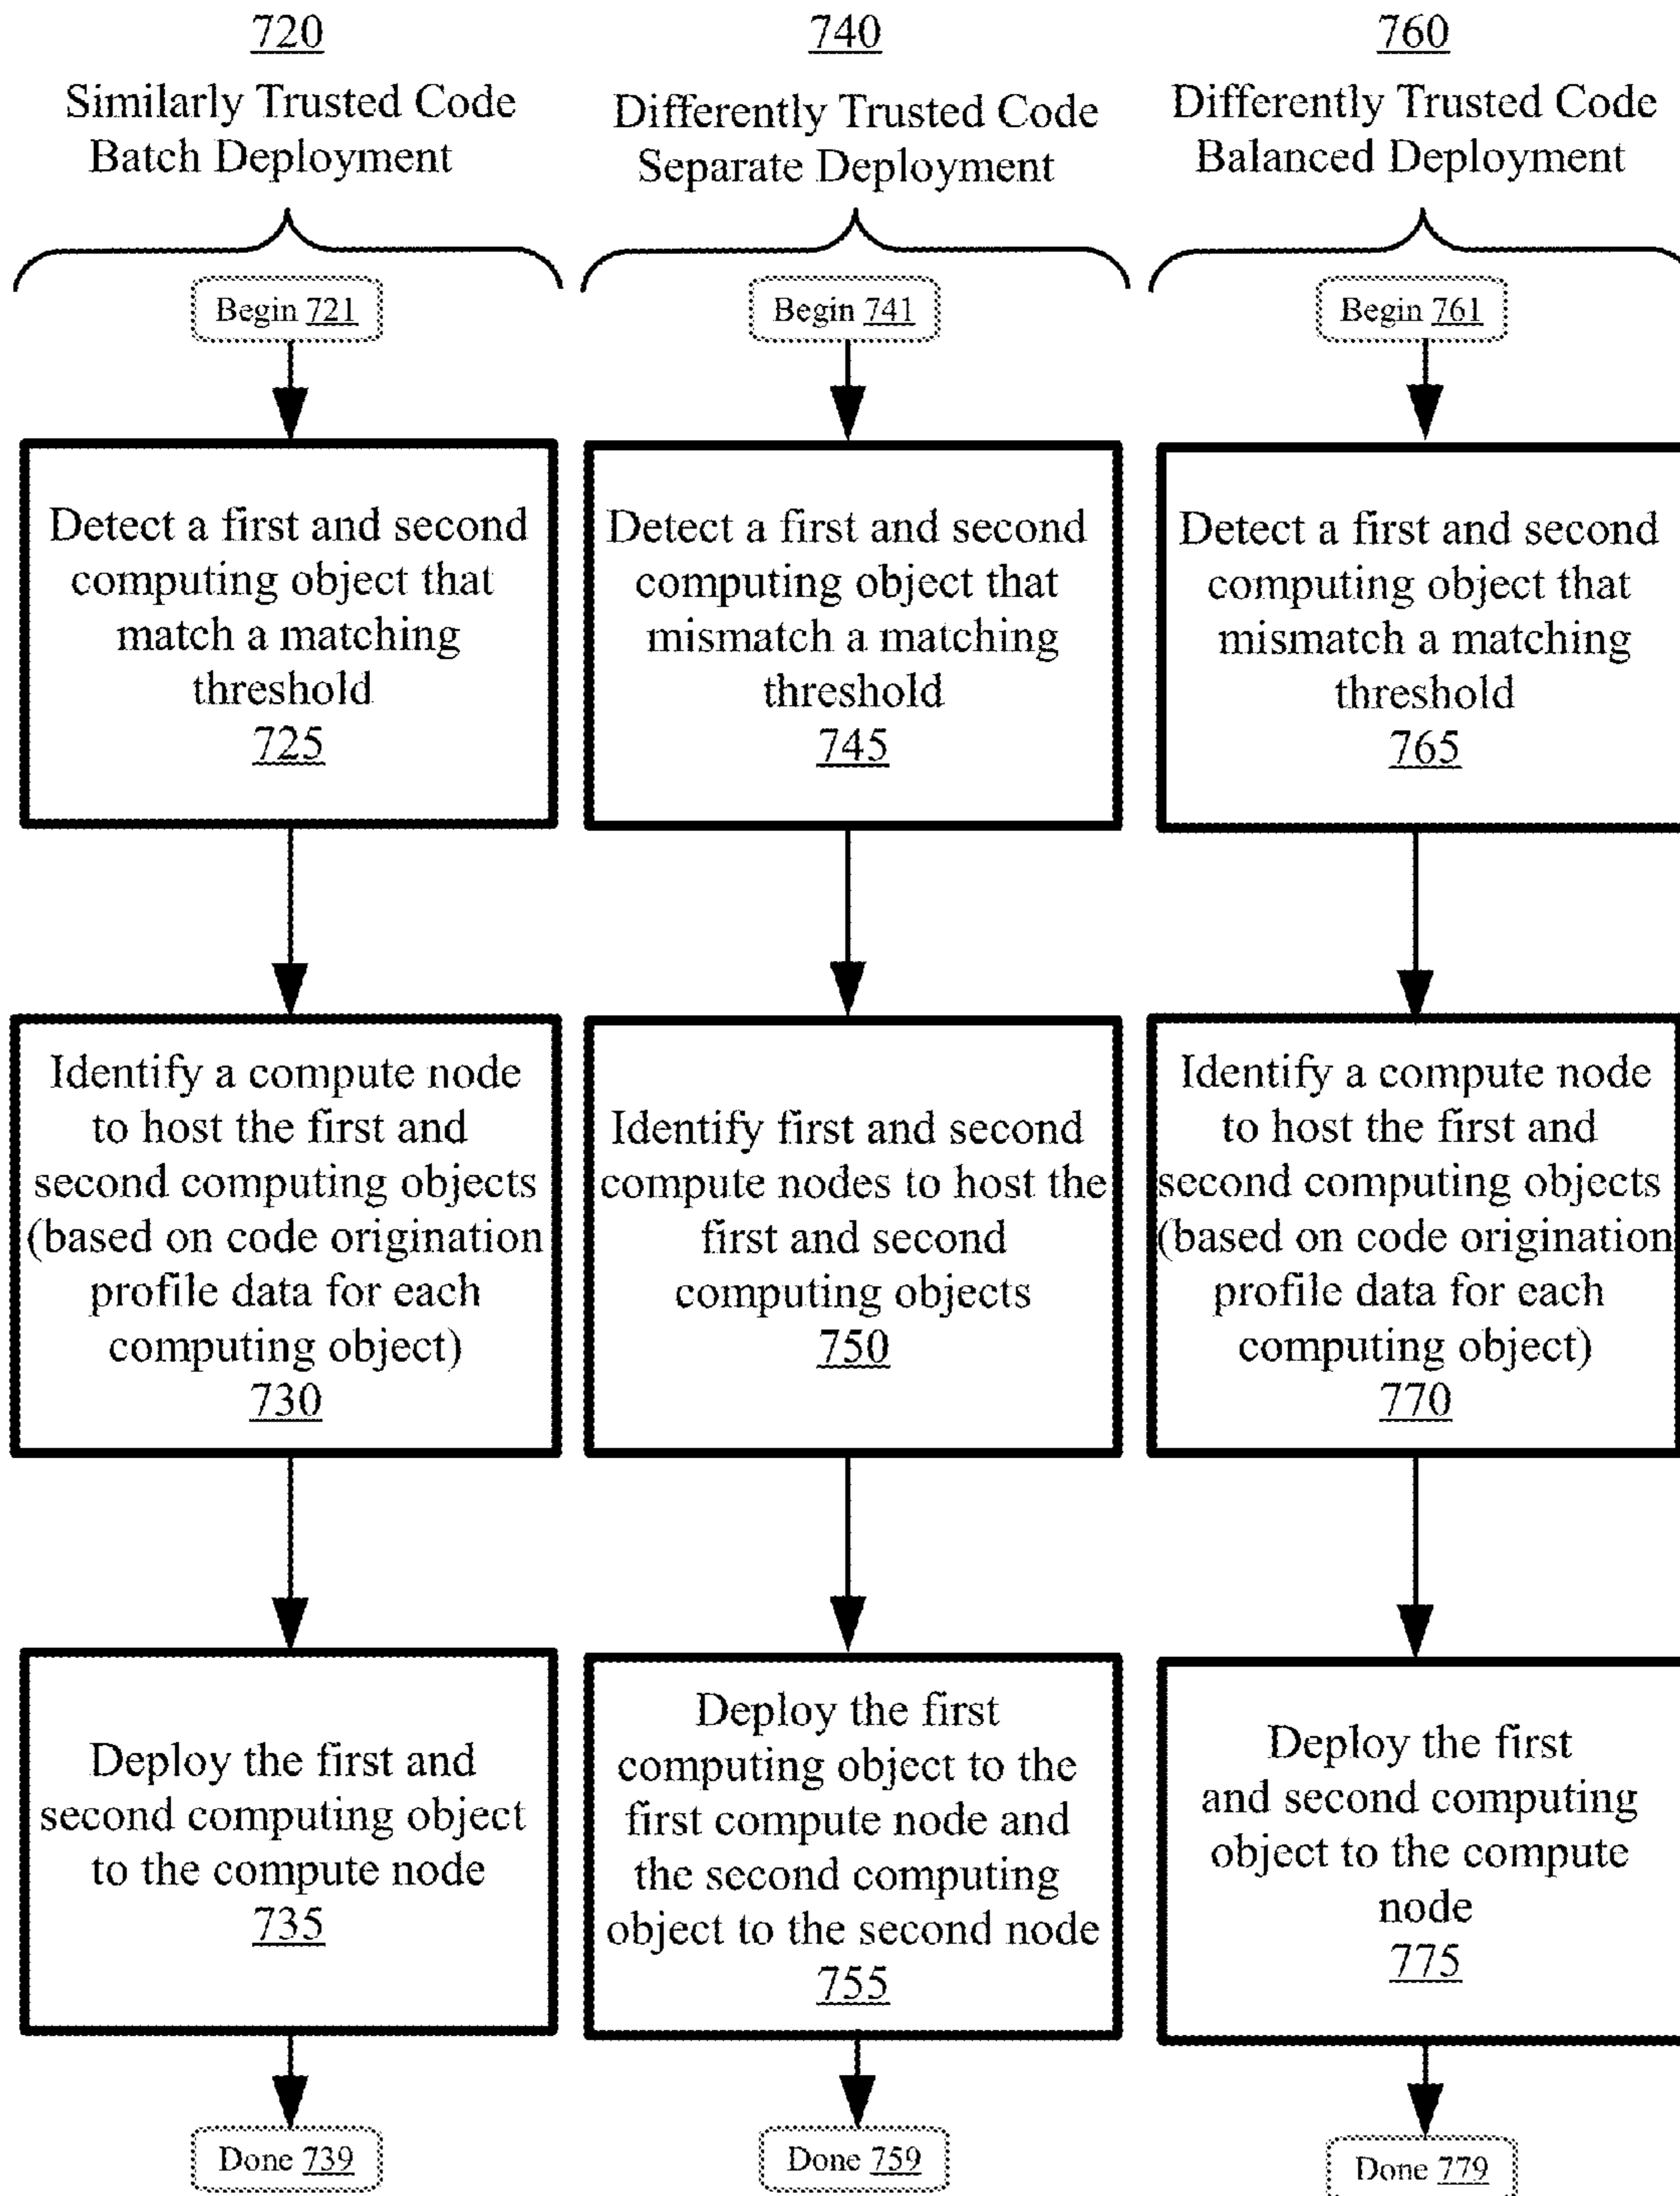 720
Similarly Trusted Code
Batch Deployment
Begin 721
Detect a first and second
computing object that
match a matching
threshold
725
Identify a compute node
to host the first and
second computing objects
(based on code origination
profile data for each
computing object)
730
Deploy the first and
second computing object
to the compute node
735
Done 739
740
Differently Trusted Code
Separate Deployment
Begin 741
Detect a first and second
computing object that
mismatch a matching
threshold
745
Identify first and second
compute nodes to host the
first and second
computing objects
750
Deploy the first
computing object to the
first compute node and
the second computing
object to the second node
755
Done 759
760
Differently Trusted Code
Balanced Deployment
Begin 761
Detect a first and second
computing object that
mismatch a matching
threshold
765
Identify a compute node
to host the first and
second computing objects
(based on code origination
profile data for each
computing object)
770
Deploy the first
and second computing
object to the compute
node
775
Done 779